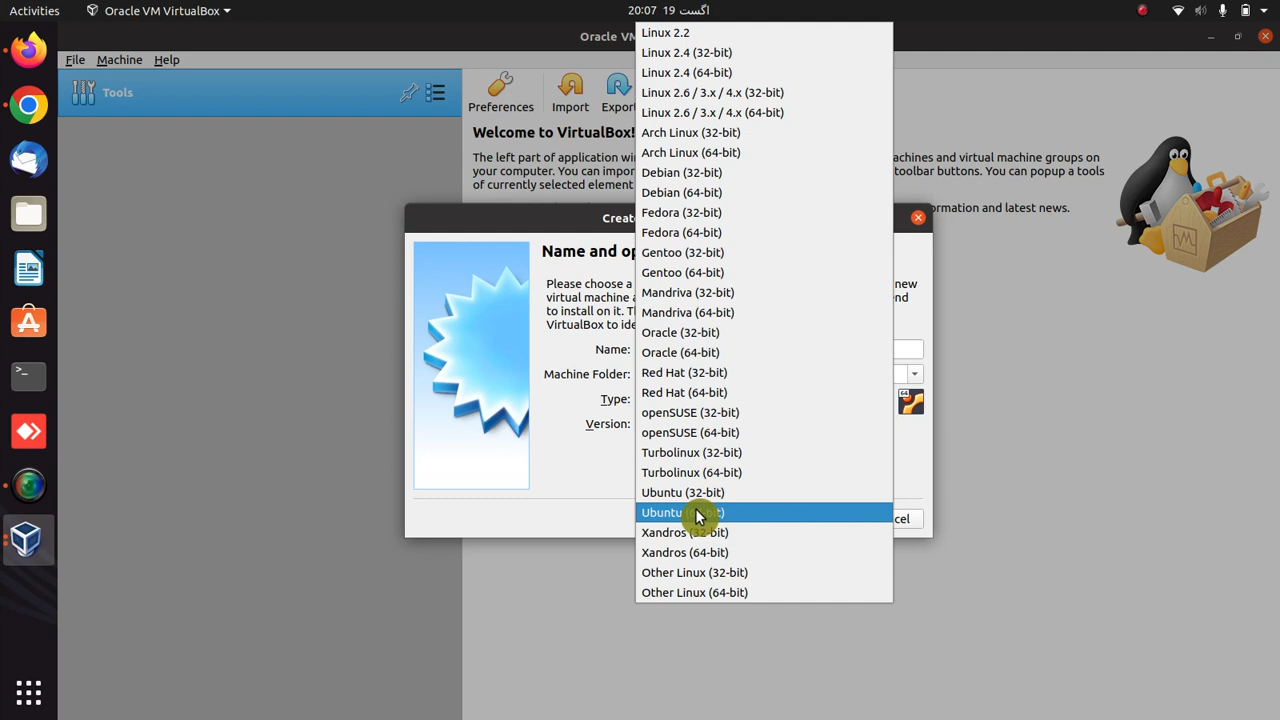 Activities
Oracle VM VirtualBox
20:07 19 اگست
Oracle VM
File Machine Help
Tools
Preferences
Import
Export
Welcome to VirtualBox!
The left part of application
achines and virtual machine groups on
your computer. You can
toolbar buttons. You can popup a tools
of currently selected element
ormation and latest news.
Name and
Please choose a
new
virtual machine
end
to install on it.
VirtualBox to
Name:
Machine Folder:
Type:
64
Version:
Linux 2.2
Linux 2.4 (32-bit)
Linux 2.4 (64-bit)
Linux 2.6 / 3.x / 4.x (32-bit)
Linux 2.6 / 3.x / 4.x (64-bit)
Arch Linux (32-bit)
Arch Linux (64-bit)
Debian (32-bit)
Debian (64-bit)
Fedora (32-bit)
Fedora (64-bit)
Gentoo (32-bit)
Gentoo (64-bit)
Mandriva (32-bit)
Mandriva (64-bit)
Oracle (32-bit)
Oracle (64-bit)
Red Hat (32-bit)
Red Hat (64-bit)
openSUSE (32-bit)
openSUSE (64-bit)
Turbolinux (32-bit)
Turbolinux (64-bit)
Ubuntu (32-bit)
Ubuntu (64-bit)
Xandros (32-bit)
Xandros (64-bit)
Other Linux (32-bit)
Other Linux (64-bit)
cel